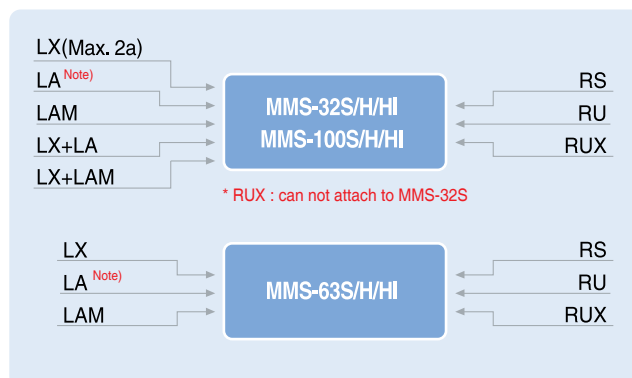 LX(Max. 2a)
LA Note)
LAM
LX+LA
LX+LAM
MMS-32S/H/HI
MMS-100S/H/HI
RS
RU
RUX
* RUX : can not attach to MMS-32S
LX
LA Note)
LAM
MMS-63S/H/HI
RS
RU
RUX